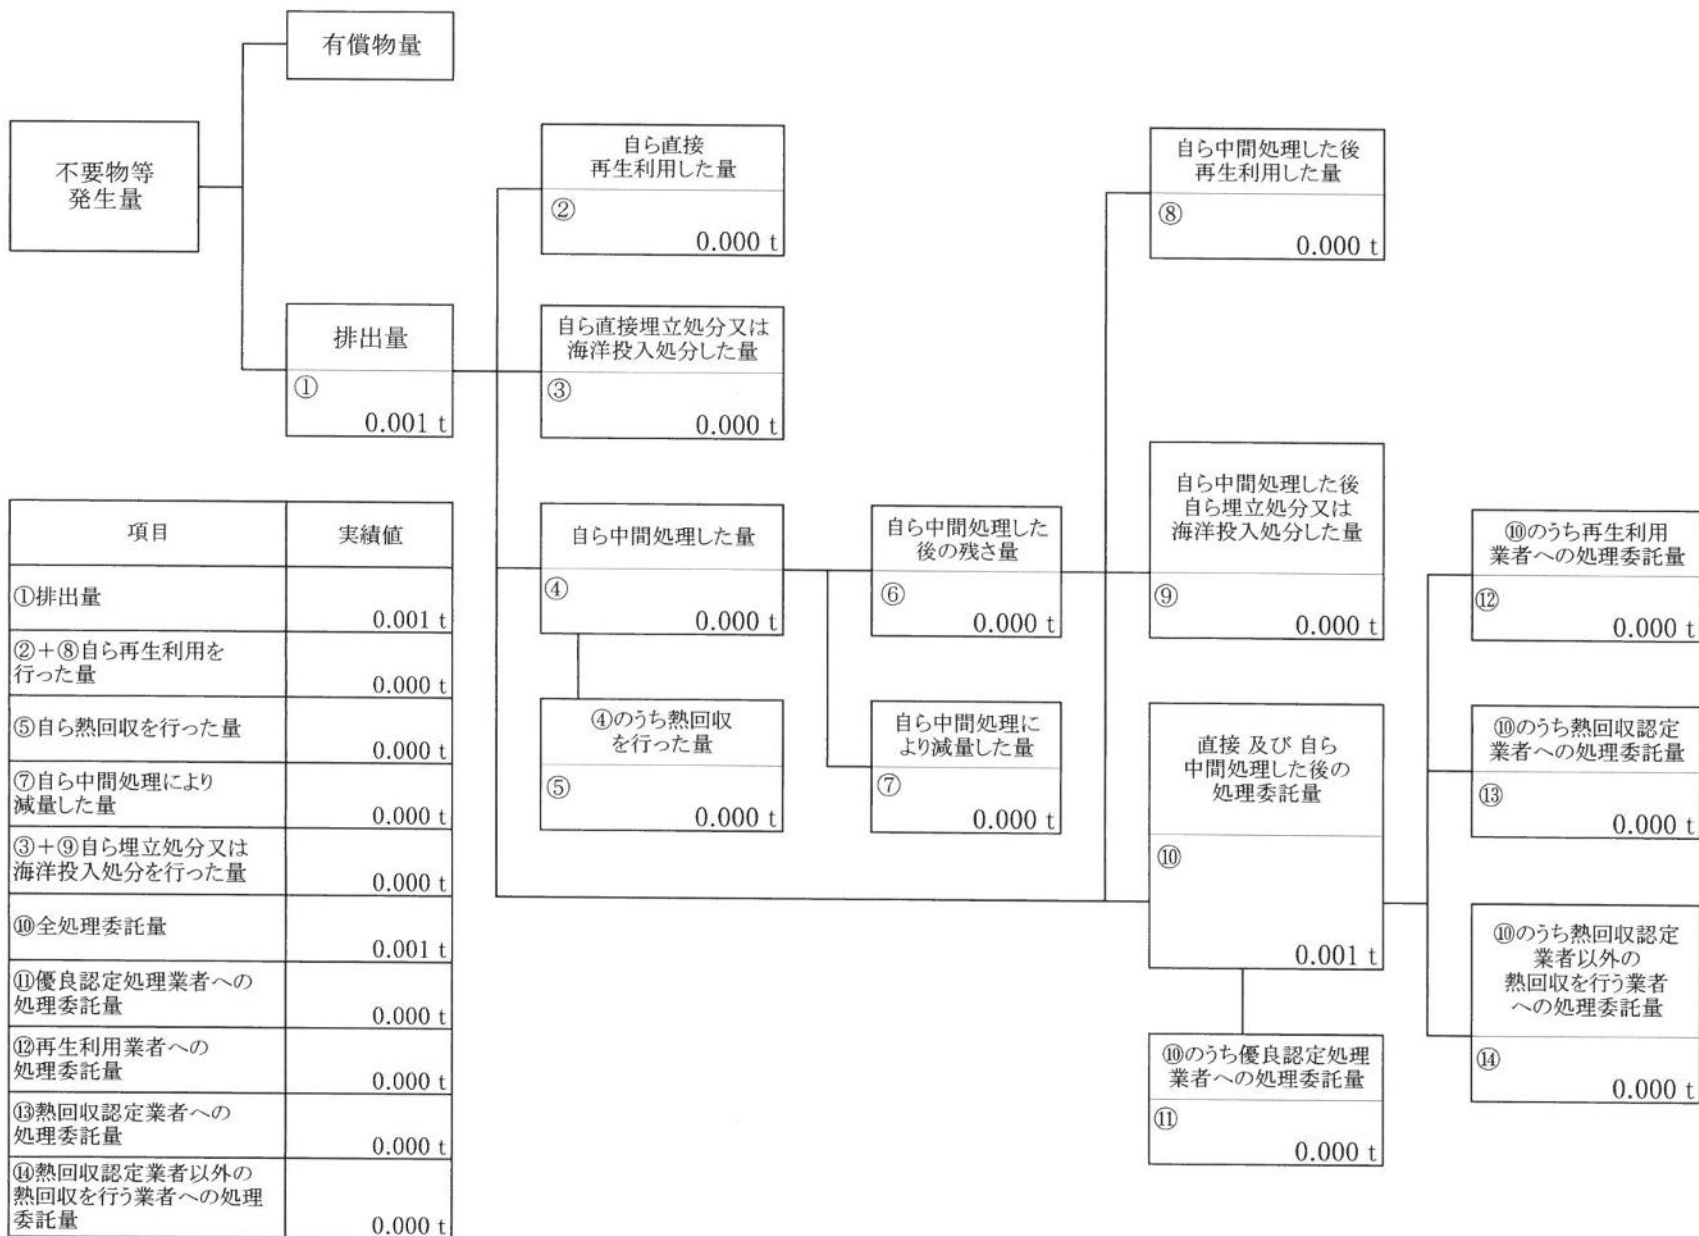 有償物量
不要物等
発生量
排出量
①
0.001 t
自ら直接
再生利用した量
②
0.000 t
自ら直接埋立処分又は
海洋投入処分した量
③
0.000 t
自ら中間処理した量
④
0.000 t
④のうち熱回収
を行った量
⑤
0.000 t
自ら中間処理した
後の残さ量
⑥
0.000 t
自ら中間処理に
より減量した量
⑦
0.000 t
自ら中間処理した後
再生利用した量
⑧
0.000 t
自ら中間処理した後
自ら埋立処分又は
海洋投入処分した量
⑨
0.000 t
直接 及び 自ら
中間処理した後の
処理委託量
⑩
0.001 t
⑩のうち優良認定処理
業者への処理委託量
⑪
0.000 t
⑩のうち再生利用
業者への処理委託量
⑫
0.000 t
⑩のうち熱回収認定
業者への処理委託量
⑬
0.000 t
⑩のうち熱回収認定
業者以外の
熱回収を行う業者
への処理委託量
⑭
0.000 t
項目 実績値
①排出量
0.001 t
②+⑧自ら再生利用を
行った量
0.000 t
⑤自ら熱回収を行った量
0.000 t
⑦自ら中間処理により
減量した量
0.000 t
③+⑨自ら埋立処分又は
海洋投入処分を行った量
0.000 t
⑩全処理委託量
0.001 t
⑪優良認定処理業者への
処理委託量
0.000 t
⑫再生利用業者への
処理委託量
0.000 t
⑬熱回収認定業者への
処理委託量
0.000 t
⑭熱回収認定業者以外の
熱回収を行う業者への処理
委託量
0.000 t